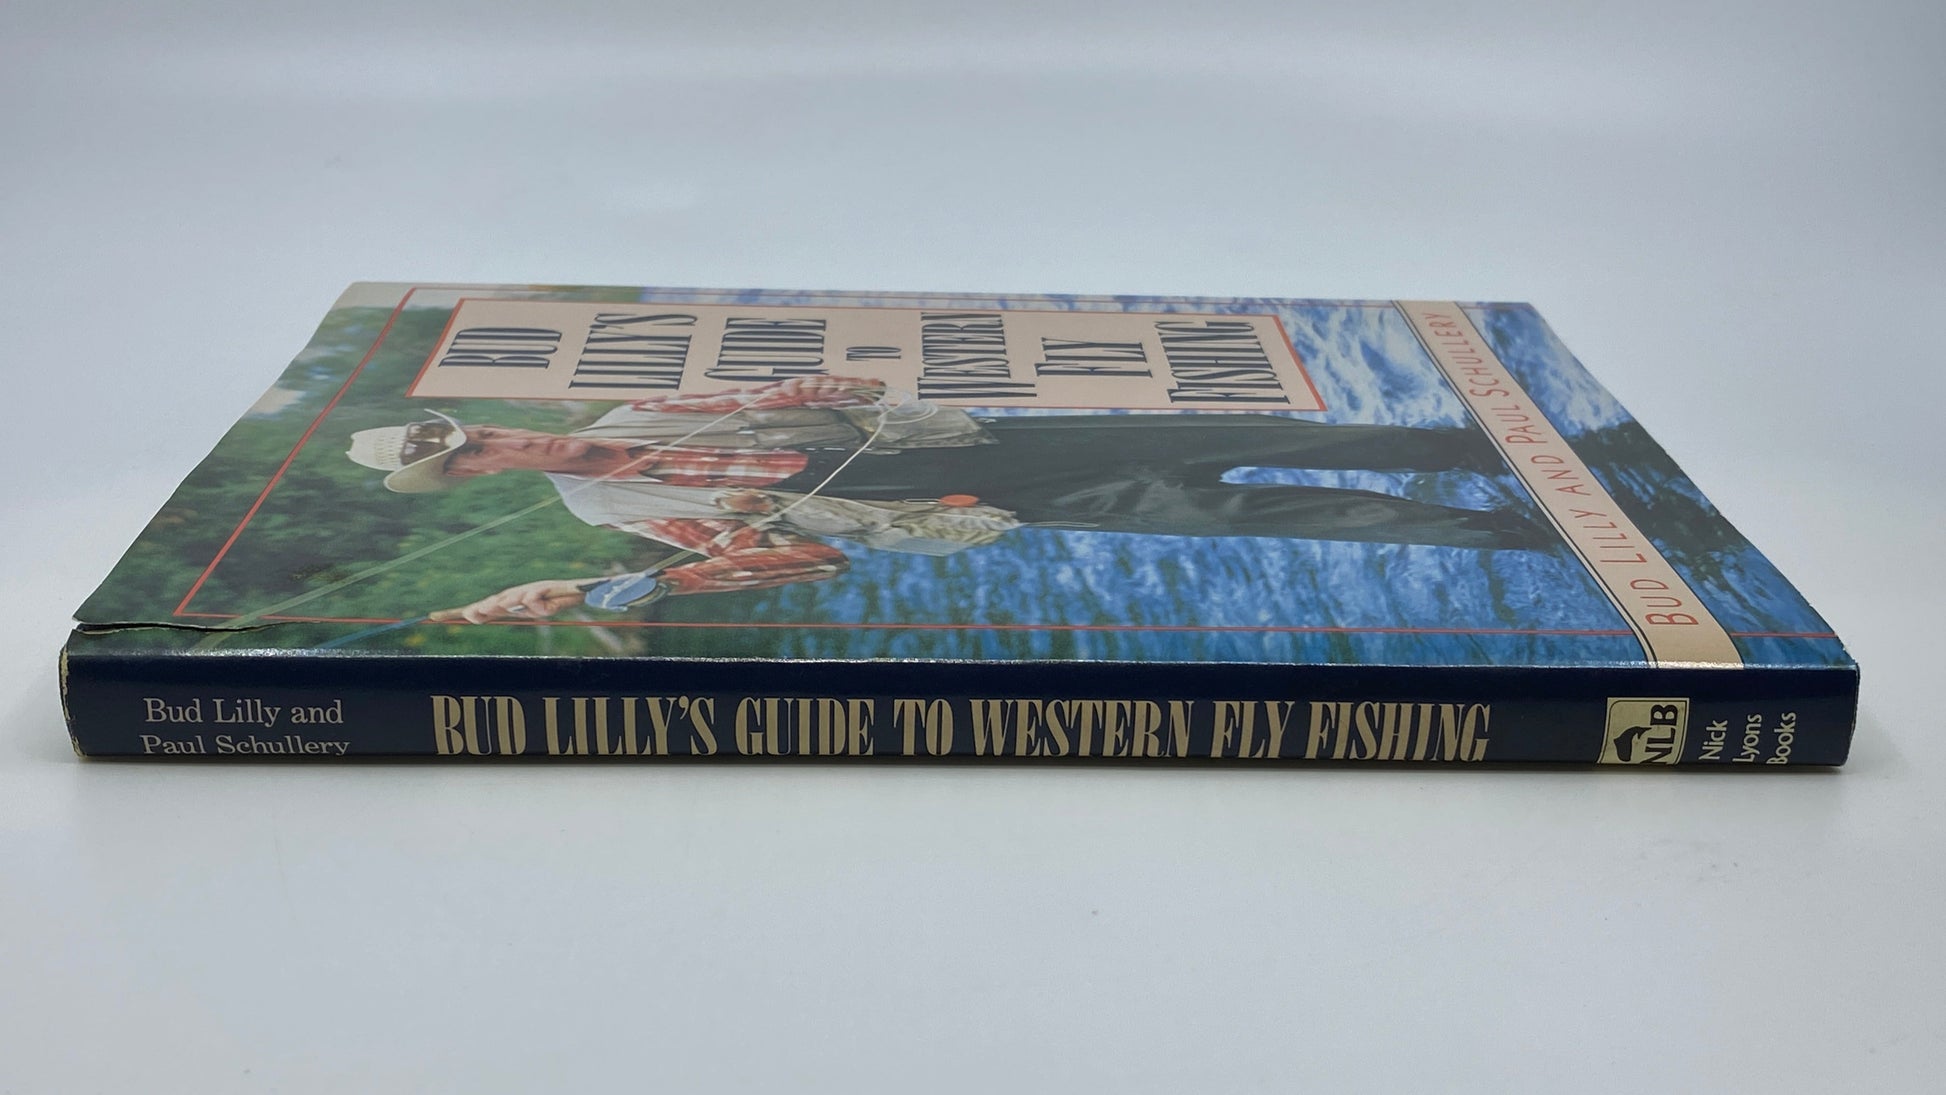 BUD
LILLY'S
GUIDE
TO
WESTERN
FLY
FISHING
BUD LILLY AND PAUL SCHULLERY
Bud Lilly and
Paul Schullery
BUD LILLY'S GUIDE TO WESTERN FLY FISHING
NLB
Nick
Lyons
Books